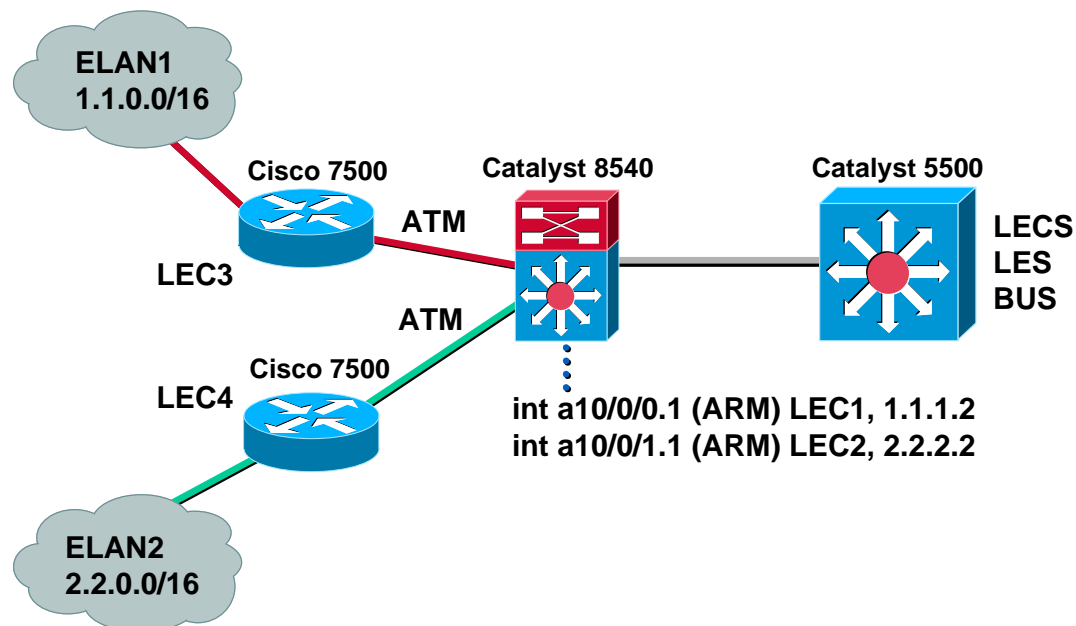 ELAN1
1.1.0.0/16
Cisco 7500
Catalyst 8540
Catalyst 5500
ATM
LEC3
LECS
LES
BUS
ATM
Cisco 7500
LEC4
int a10/0/0.1 (ARM) LEC1, 1.1.1.2
int a10/0/1.1 (ARM) LEC2, 2.2.2.2
ELAN2
2.2.0.0/16